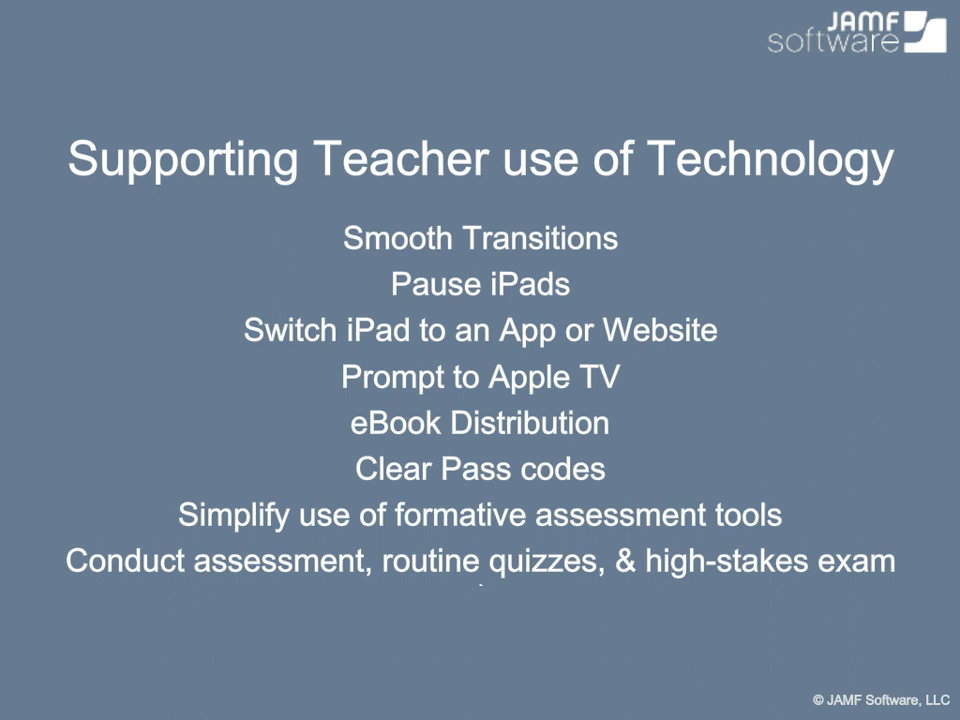 JAMF
software
Supporting Teacher use of Technology
Smooth Transitions
Pause iPads
Switch iPad to an App or Website
Prompt to Apple TV
eBook Distribution
Clear Pass codes
Simplify use of formative assessment tools
Conduct assessment, routine quizzes, & high-stakes exam
`
© JAMF Software, LLC